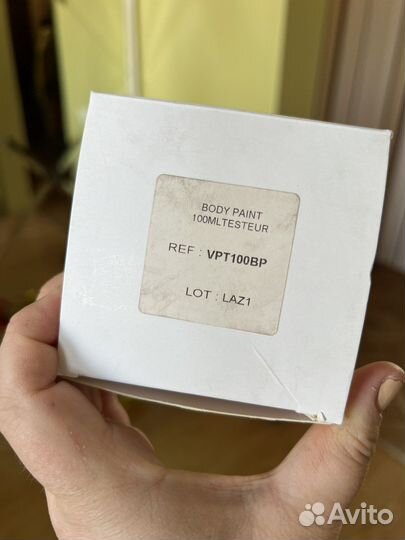 BODY PAINT
100MLTESTEUR
REF : VPT100BP
LOT : LAZ1
Avito